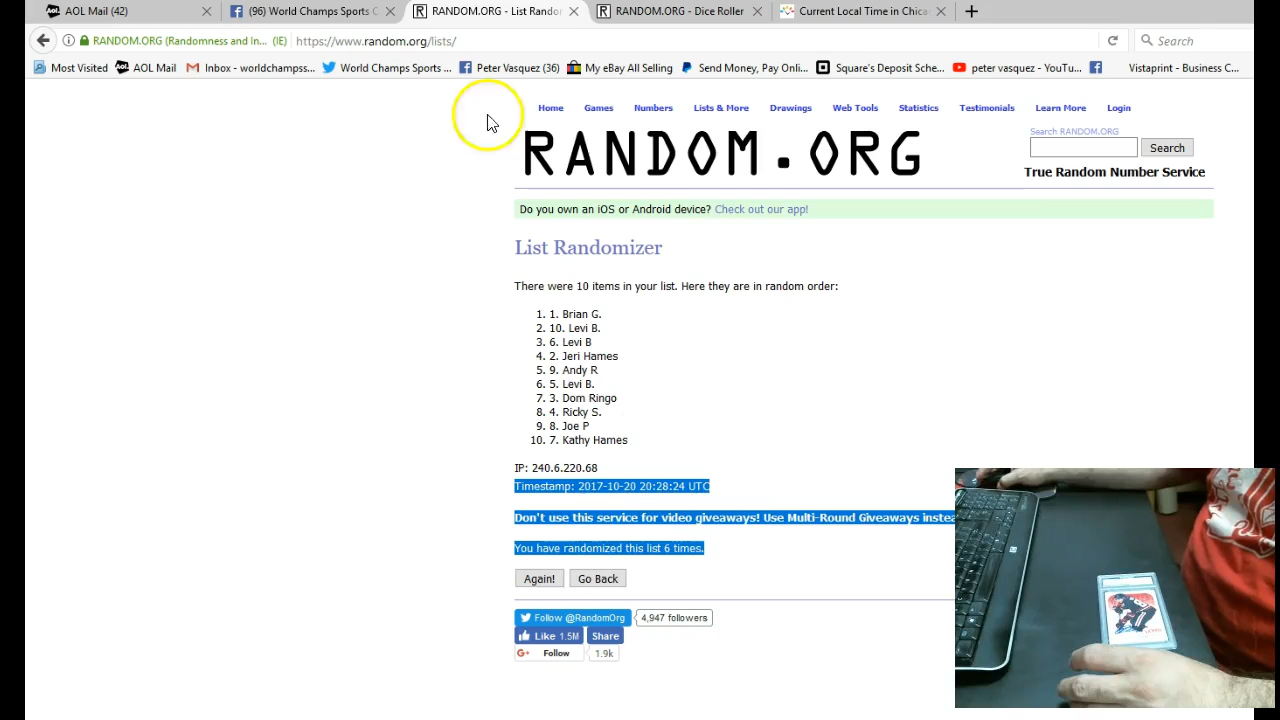 AOL Mail (42)
(96) World Champs Sports C
RANDOM.ORG - List Randor
RANDOM.ORG - Dice Roller
Current Local Time in Chica
RANDOM.ORG (Randomness and In... (IE)
https://www.random.org/lists/
Search
Most Visited
AOL Mail
Inbox - worldchampss...
World Champs Sports ...
Peter Vasquez (36)
My eBay All Selling
Send Money, Pay Onli...
Square's Deposit Sche...
peter vasquez - YouTu...
Vistaprint - Business C...
Home
Games
Numbers
Lists & More
Drawings
Web Tools
Statistics
Testimonials
Learn More
Login
RANDOM.ORG
Search RANDOM.ORG
Search
True Random Number Service
Do you own an iOS or Android device? Check out our app!
List Randomizer
There were 10 items in your list. Here they are in random order:
1. 1. Brian G.
2. 10. Levi B.
3. 6. Levi B
4. 2. Jeri Hames
5. 9. Andy R
6. 5. Levi B.
7. 3. Dom Ringo
8. 4. Ricky S.
9. 8. Joe P
10. 7. Kathy Hames
IP: 240.6.220.68
Timestamp: 2017-10-20 20:28:24 UTC
Don't use this service for video giveaways! Use Multi-Round Giveaways instea
You have randomized this list 6 times.
Again!
Go Back
Follow @RandomOrg
4,947 followers
Like 1.5M
Share
G+ Follow
1.9k